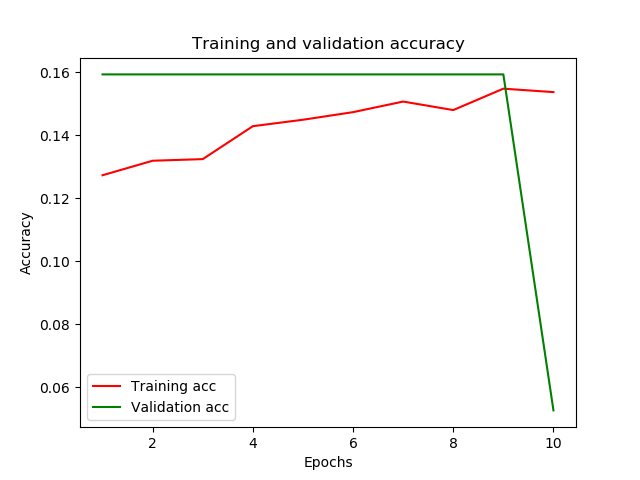 Training and validation accuracy
0.16
0.14
0.12
0.10
0.08
0.06
Accuracy
Training acc
Validation acc
2
4
6
8
10
Epochs